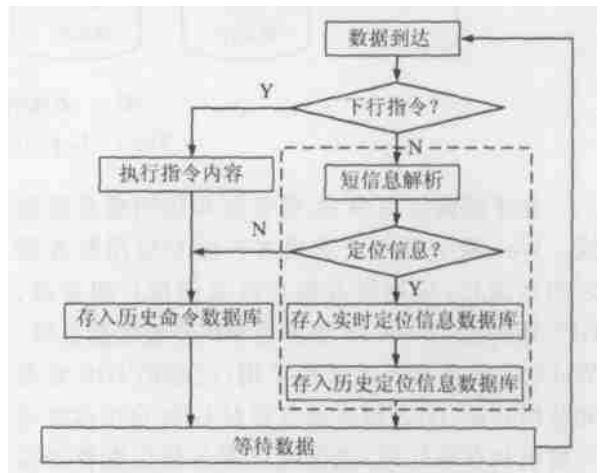 数据到达
Y
下行指令?
N
执行指令内容
短信息解析
N
定位信息?
Y
存入历史命令数据库
存入实时定位信息数据库
存入历史定位信息数据库
等待数据